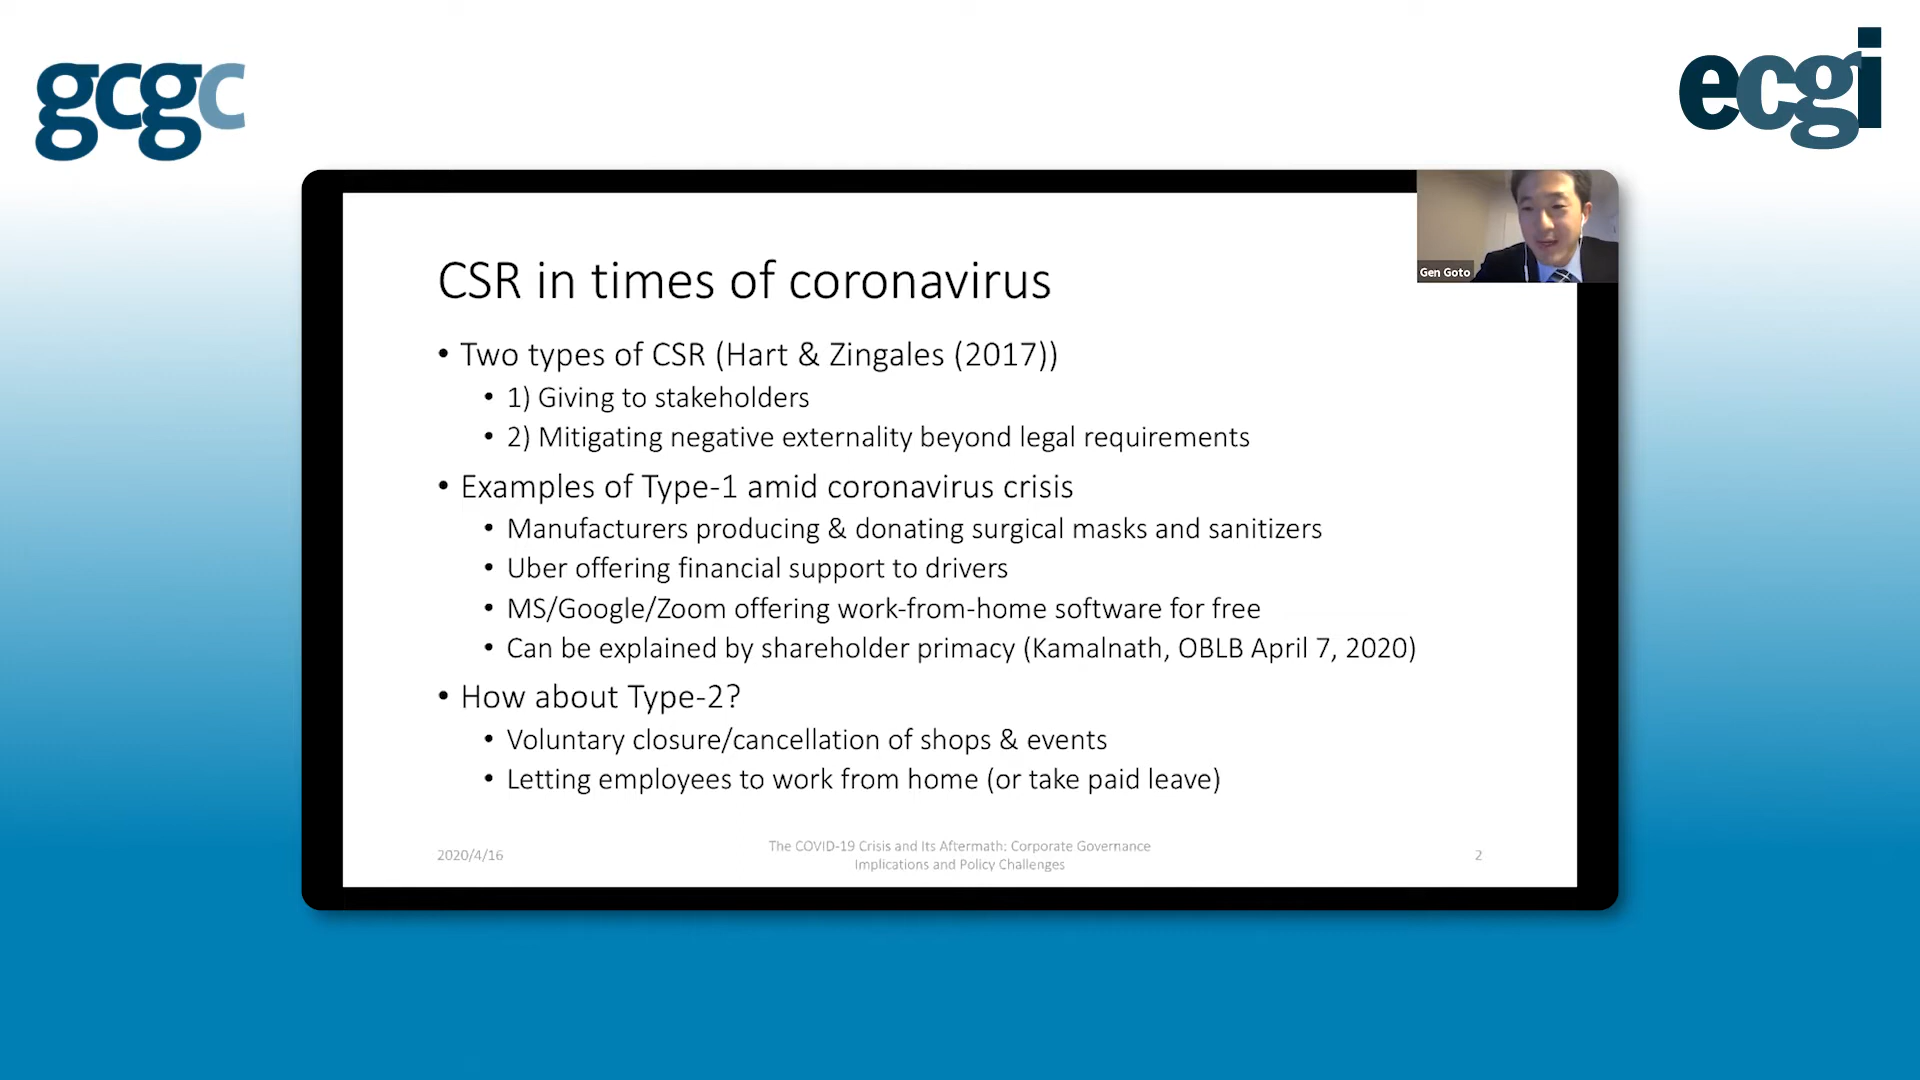 gcgc
ecgi
Gen Goto
CSR in times of coronavirus
• Two types of CSR (Hart & Zingales (2017))
• 1) Giving to stakeholders
• 2) Mitigating negative externality beyond legal requirements
• Examples of Type-1 amid coronavirus crisis
• Manufacturers producing & donating surgical masks and sanitizers
• Uber offering financial support to drivers
• MS/Google/Zoom offering work-from-home software for free
• Can be explained by shareholder primacy (Kamalnath, OBLB April 7, 2020)
• How about Type-2?
• Voluntary closure/cancellation of shops & events
• Letting employees to work from home (or take paid leave)
2020/4/16
The COVID-19 Crisis and Its Aftermath: Corporate Governance
Implications and Policy Challenges
2